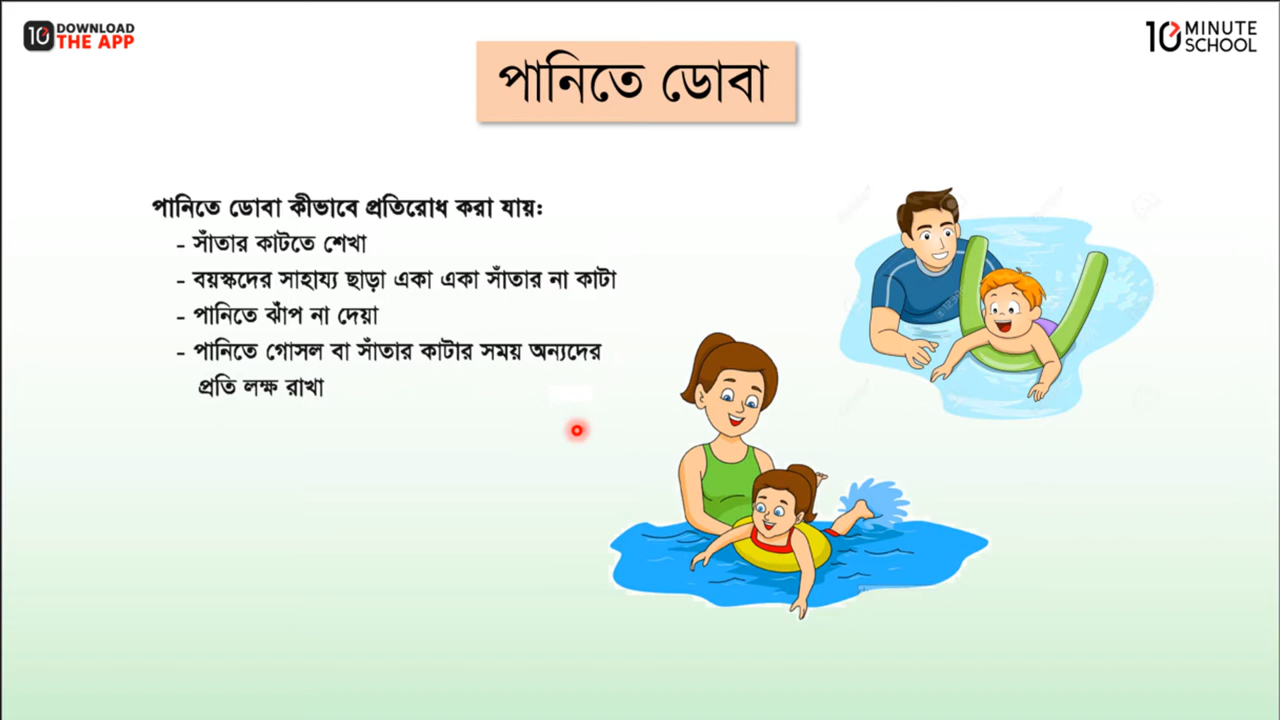 DOWNLOAD
THE APP
10 MINUTE
SCHOOL
পানিতে ডোবা
পানিতে ডোবা কীভাবে প্রতিরোধ করা যায়:
- সাঁতার কাটতে শেখা
- বয়স্কদের সাহায্য ছাড়া একা একা সাঁতার না কাটা
- পানিতে ঝাঁপ না দেয়া
- পানিতে গোসল বা সাঁতার কাটার সময় অন্যদের
প্রতি লক্ষ রাখা